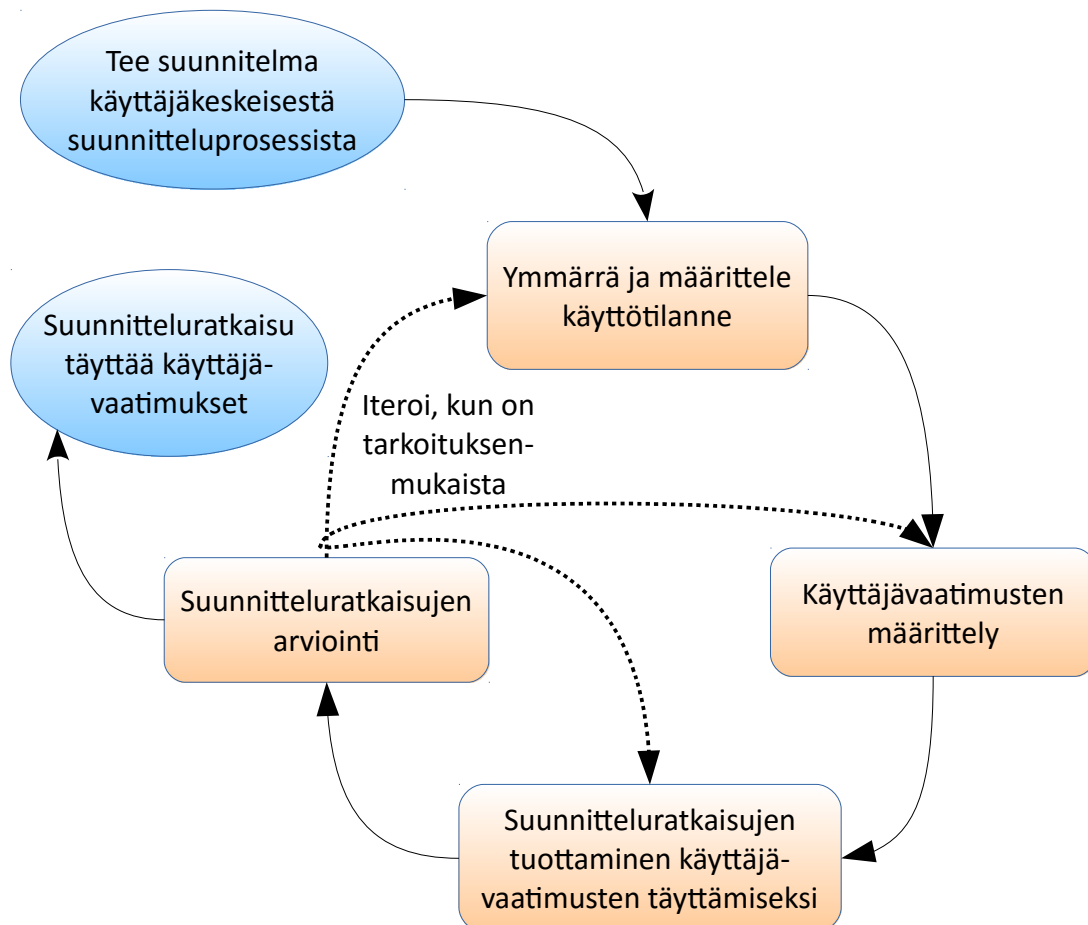 Tee suunnitelma
käyttäjäkeskeisestä
suunnitteluprosessista
Ymmärrä ja määrittele
käyttötilanne
Suunnitteluratkaisu
täyttää käyttäjä-
vaatimukset
Iteroi, kun on
tarkoituksen-
mukaista
Suunnitteluratkaisujen
arviointi
Käyttäjävaatimusten
määrittely
Suunnitteluratkaisujen
tuottaminen käyttäjä-
vaatimusten täyttämiseksi